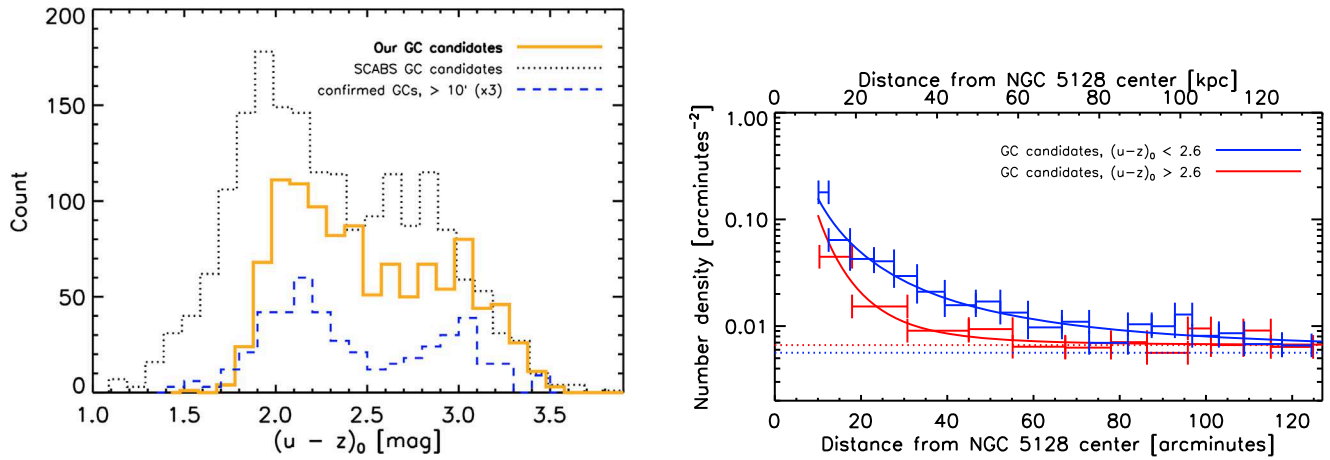 200
150
100
50
0
Count
Our GC candidates
SCABS GC candidates
confirmed GCs, > 10' (x3)
1.0 1.5 2.0 2.5 3.0 3.5
(u - z)₀ [mag]
Distance from NGC 5128 center [kpc]
0 20 40 60 80 100 120
1.00
0.10
0.01
Number density [arcminutes⁻²]
GC candidates, (u-z)₀ < 2.6
GC candidates, (u-z)₀ > 2.6
0 20 40 60 80 100 120
Distance from NGC 5128 center [arcminutes]